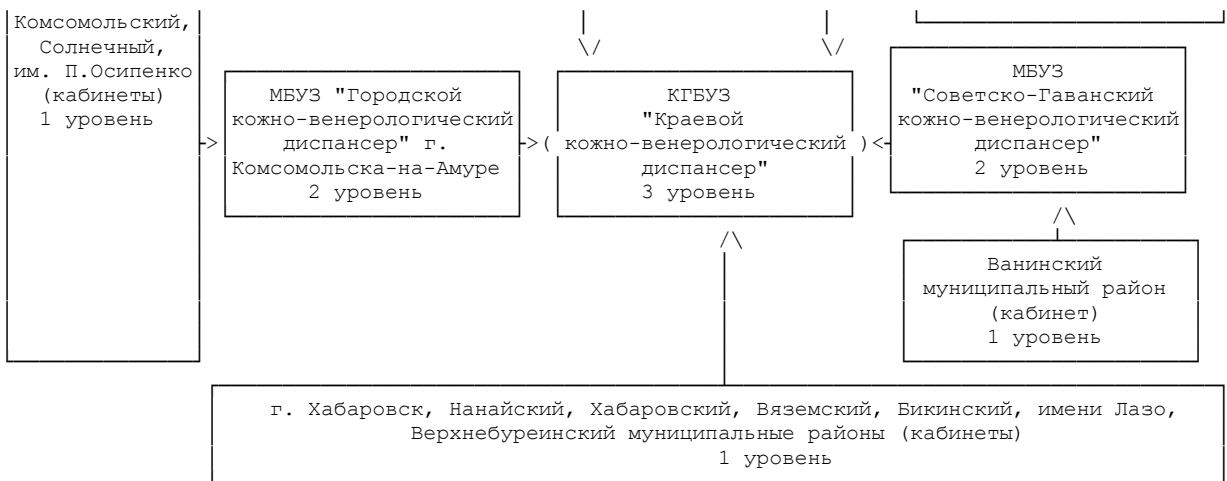 Комсомольский,
Солнечный,
им. П.Осипенко
(кабинеты)
1 уровень
МБУЗ "Городской
кожно-венерологический
диспансер" г.
Комсомольска-на-Амуре
2 уровень
КГБУЗ
"Краевой
кожно-венерологический
диспансер"
3 уровень
МБУЗ
"Советско-Гаванский
кожно-венерологический
диспансер"
2 уровень
Ванинский
муниципальный район
(кабинет)
1 уровень
г. Хабаровск, Нанайский, Хабаровский, Вяземский, Бикинский, имени Лазо,
Верхнебуреинский муниципальные районы (кабинеты)
1 уровень